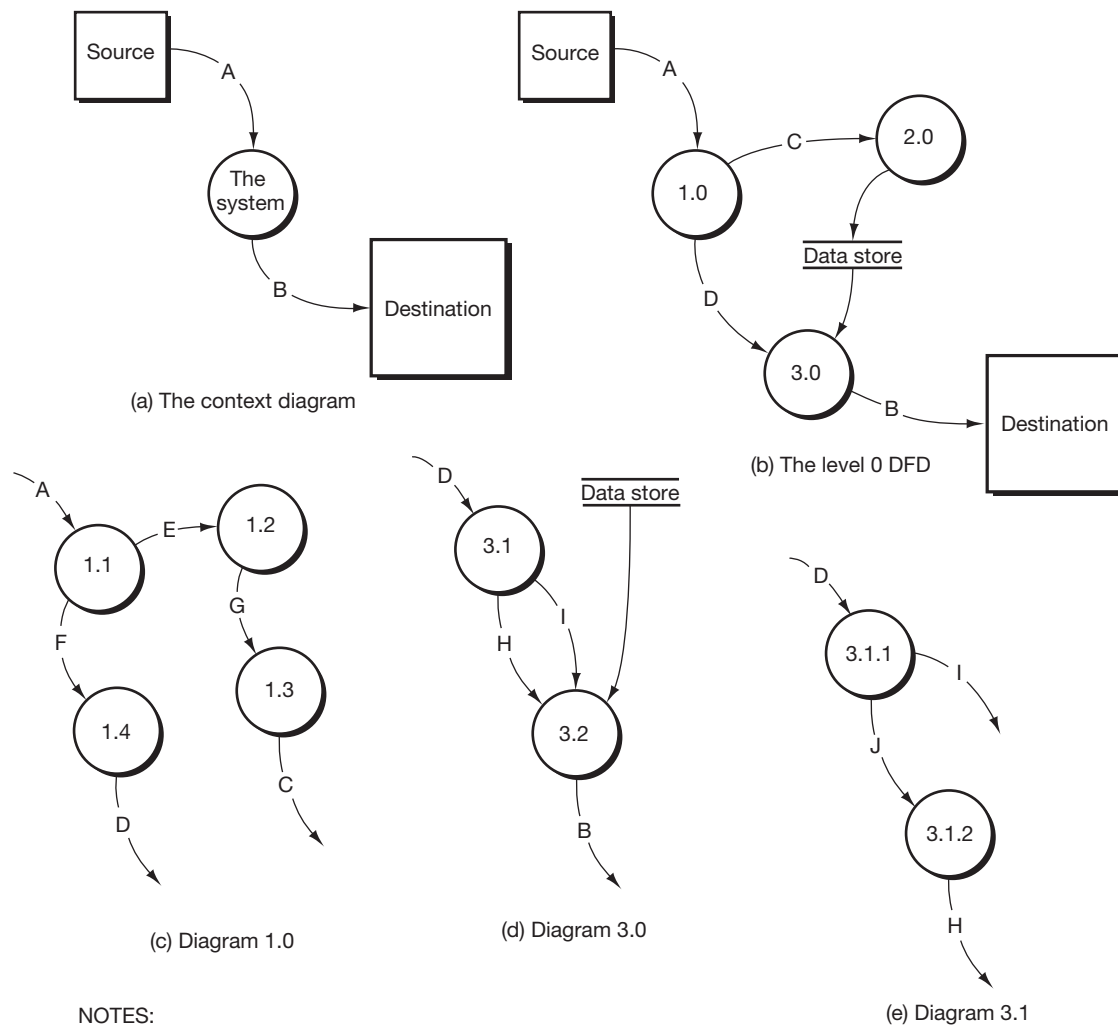 Source
A
The
system
B
Destination
(a) The context diagram
Source
A
C
2.0
1.0
Data store
D
3.0
B
Destination
(b) The level 0 DFD
A
1.1
E
1.2
G
F
1.3
1.4
C
D
(c) Diagram 1.0
D
Data store
3.1
I
H
3.2
B
(d) Diagram 3.0
D
3.1.1
I
J
3.1.2
H
(e) Diagram 3.1
NOTES: